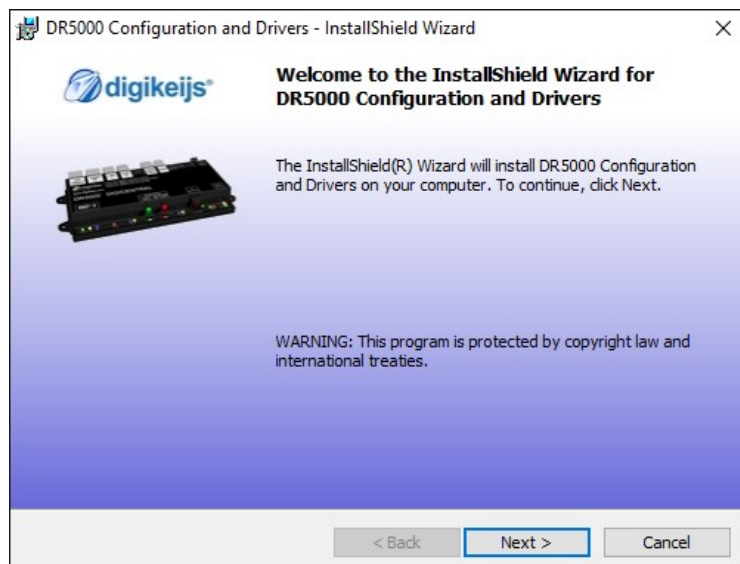 DR5000 Configuration and Drivers - InstallShield Wizard
digikeijs®
Welcome to the InstallShield Wizard for
DR5000 Configuration and Drivers
The InstallShield(R) Wizard will install DR5000 Configuration
and Drivers on your computer. To continue, click Next.
WARNING: This program is protected by copyright law and
international treaties.
< Back
Next >
Cancel